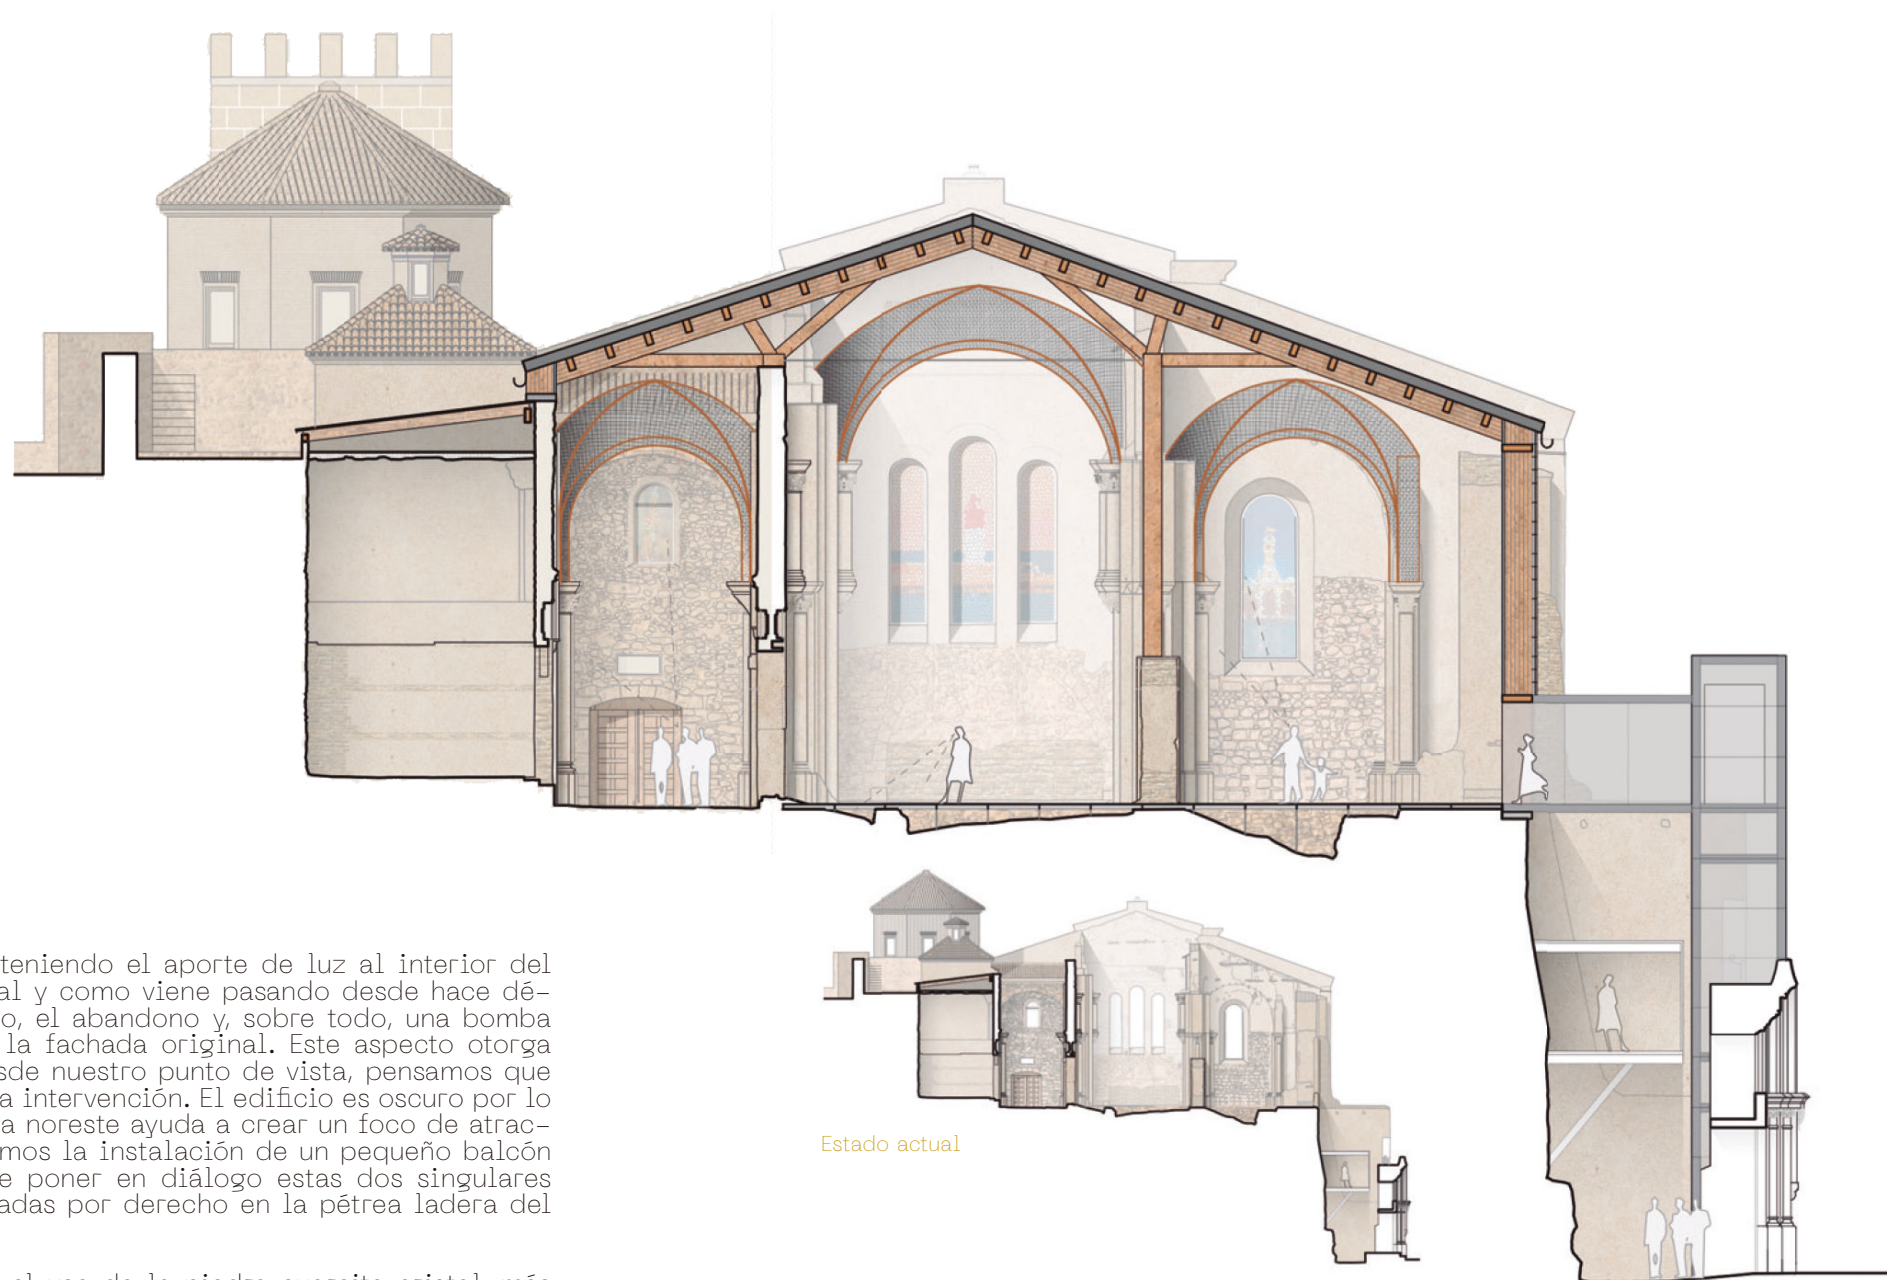 teniendo el aporte de luz al interior del
al y como viene pasando desde hace dé-
o, el abandono y, sobre todo, una bomba
la fachada original. Este aspecto otorga
sde nuestro punto de vista, pensamos que
a intervención. El edificio es oscuro por lo
a noreste ayuda a crear un foco de atrac-
mos la instalación de un pequeño balcón
e poner en diálogo estas dos singulares
adas por derecho en la pétrea ladera del
Estado actual